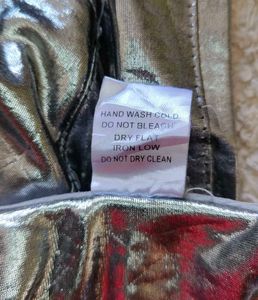 HAND WASH COLD
DO NOT BLEACH
DRY FLAT
IRON LOW
DO NOT DRY CLEAN